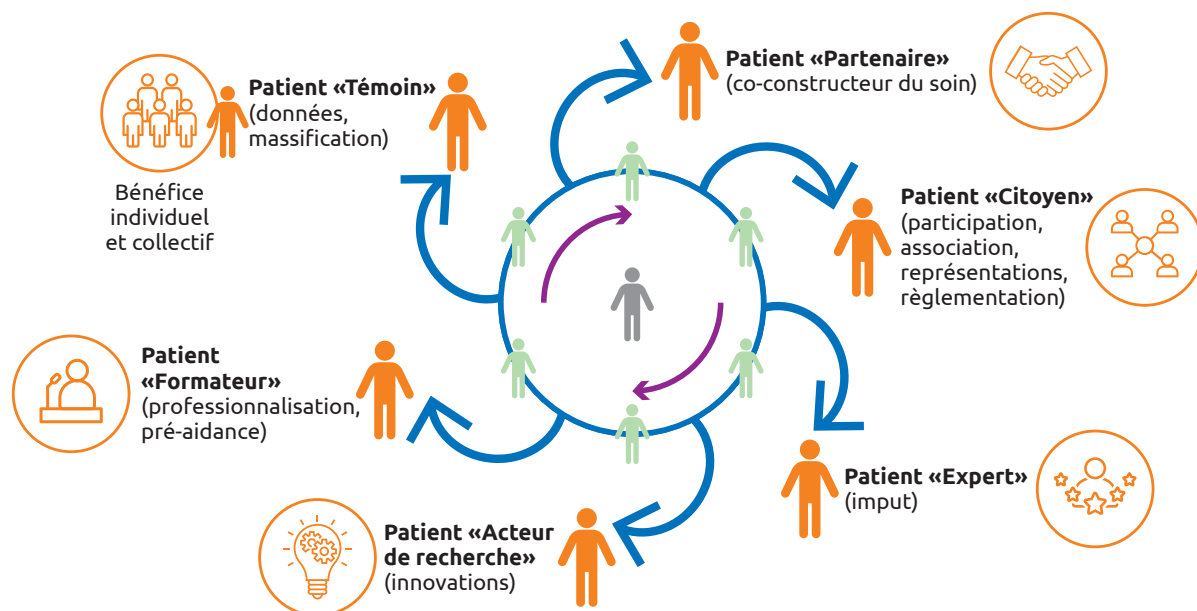 Patient «Partenaire»
(co-constructeur du soin)
Patient «Témoin»
(données,
massification)
Bénéfice
individuel
et collectif
Patient «Citoyen»
(participation,
association,
représentations,
règlementation)
Patient
«Formateur»
(professionnalisation,
pré-aidance)
Patient «Expert»
(imput)
Patient «Acteur
de recherche»
(innovations)